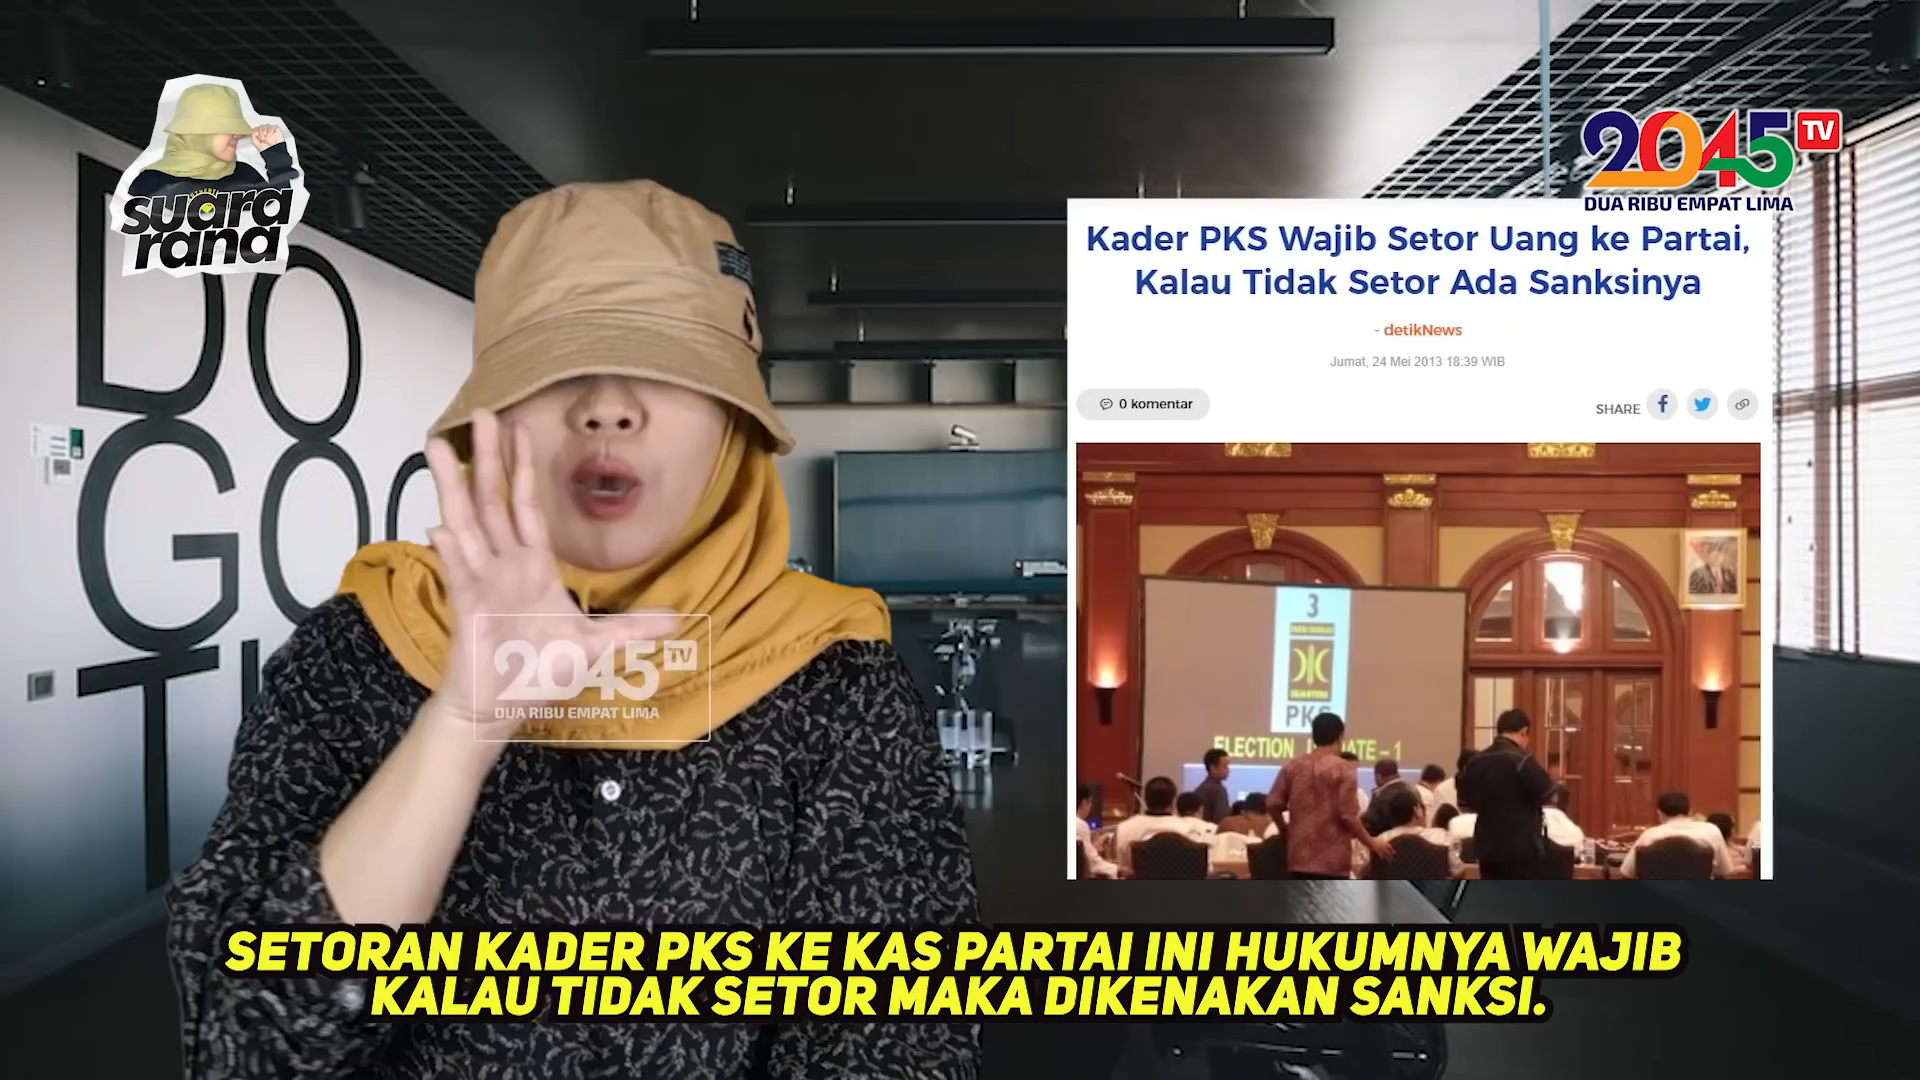 suara
rana
2045 TV
DUA RIBU EMPAT LIMA
DO
GOO
Kader PKS Wajib Setor Uang ke Partai,
Kalau Tidak Setor Ada Sanksinya
- detikNews
Jumat, 24 Mei 2013 18:39 WIB
0 komentar
SHARE
3
PKS
ELECTION
2045 TV
DUA RIBU EMPAT LIMA
SETORAN KADER PKS KE KAS PARTAI INI HUKUMNYA WAJIB
KALAU TIDAK SETOR MAKA DIKENAKAN SANKSI.